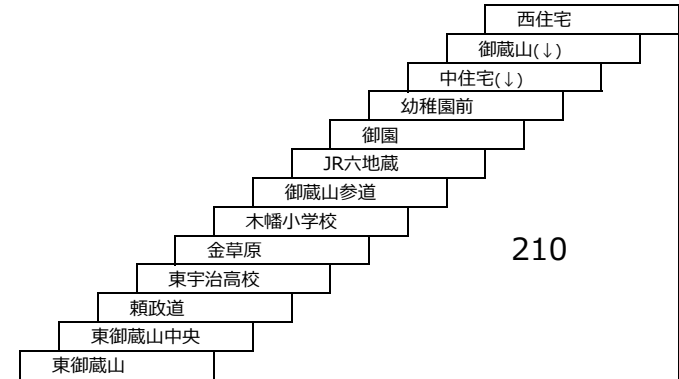 西住宅
御蔵山(↓)
中住宅(↓)
幼稚園前
御園
JR六地蔵
御蔵山参道
木幡小学校
金草原
210
東宇治高校
頼政道
東御蔵山中央
東御蔵山